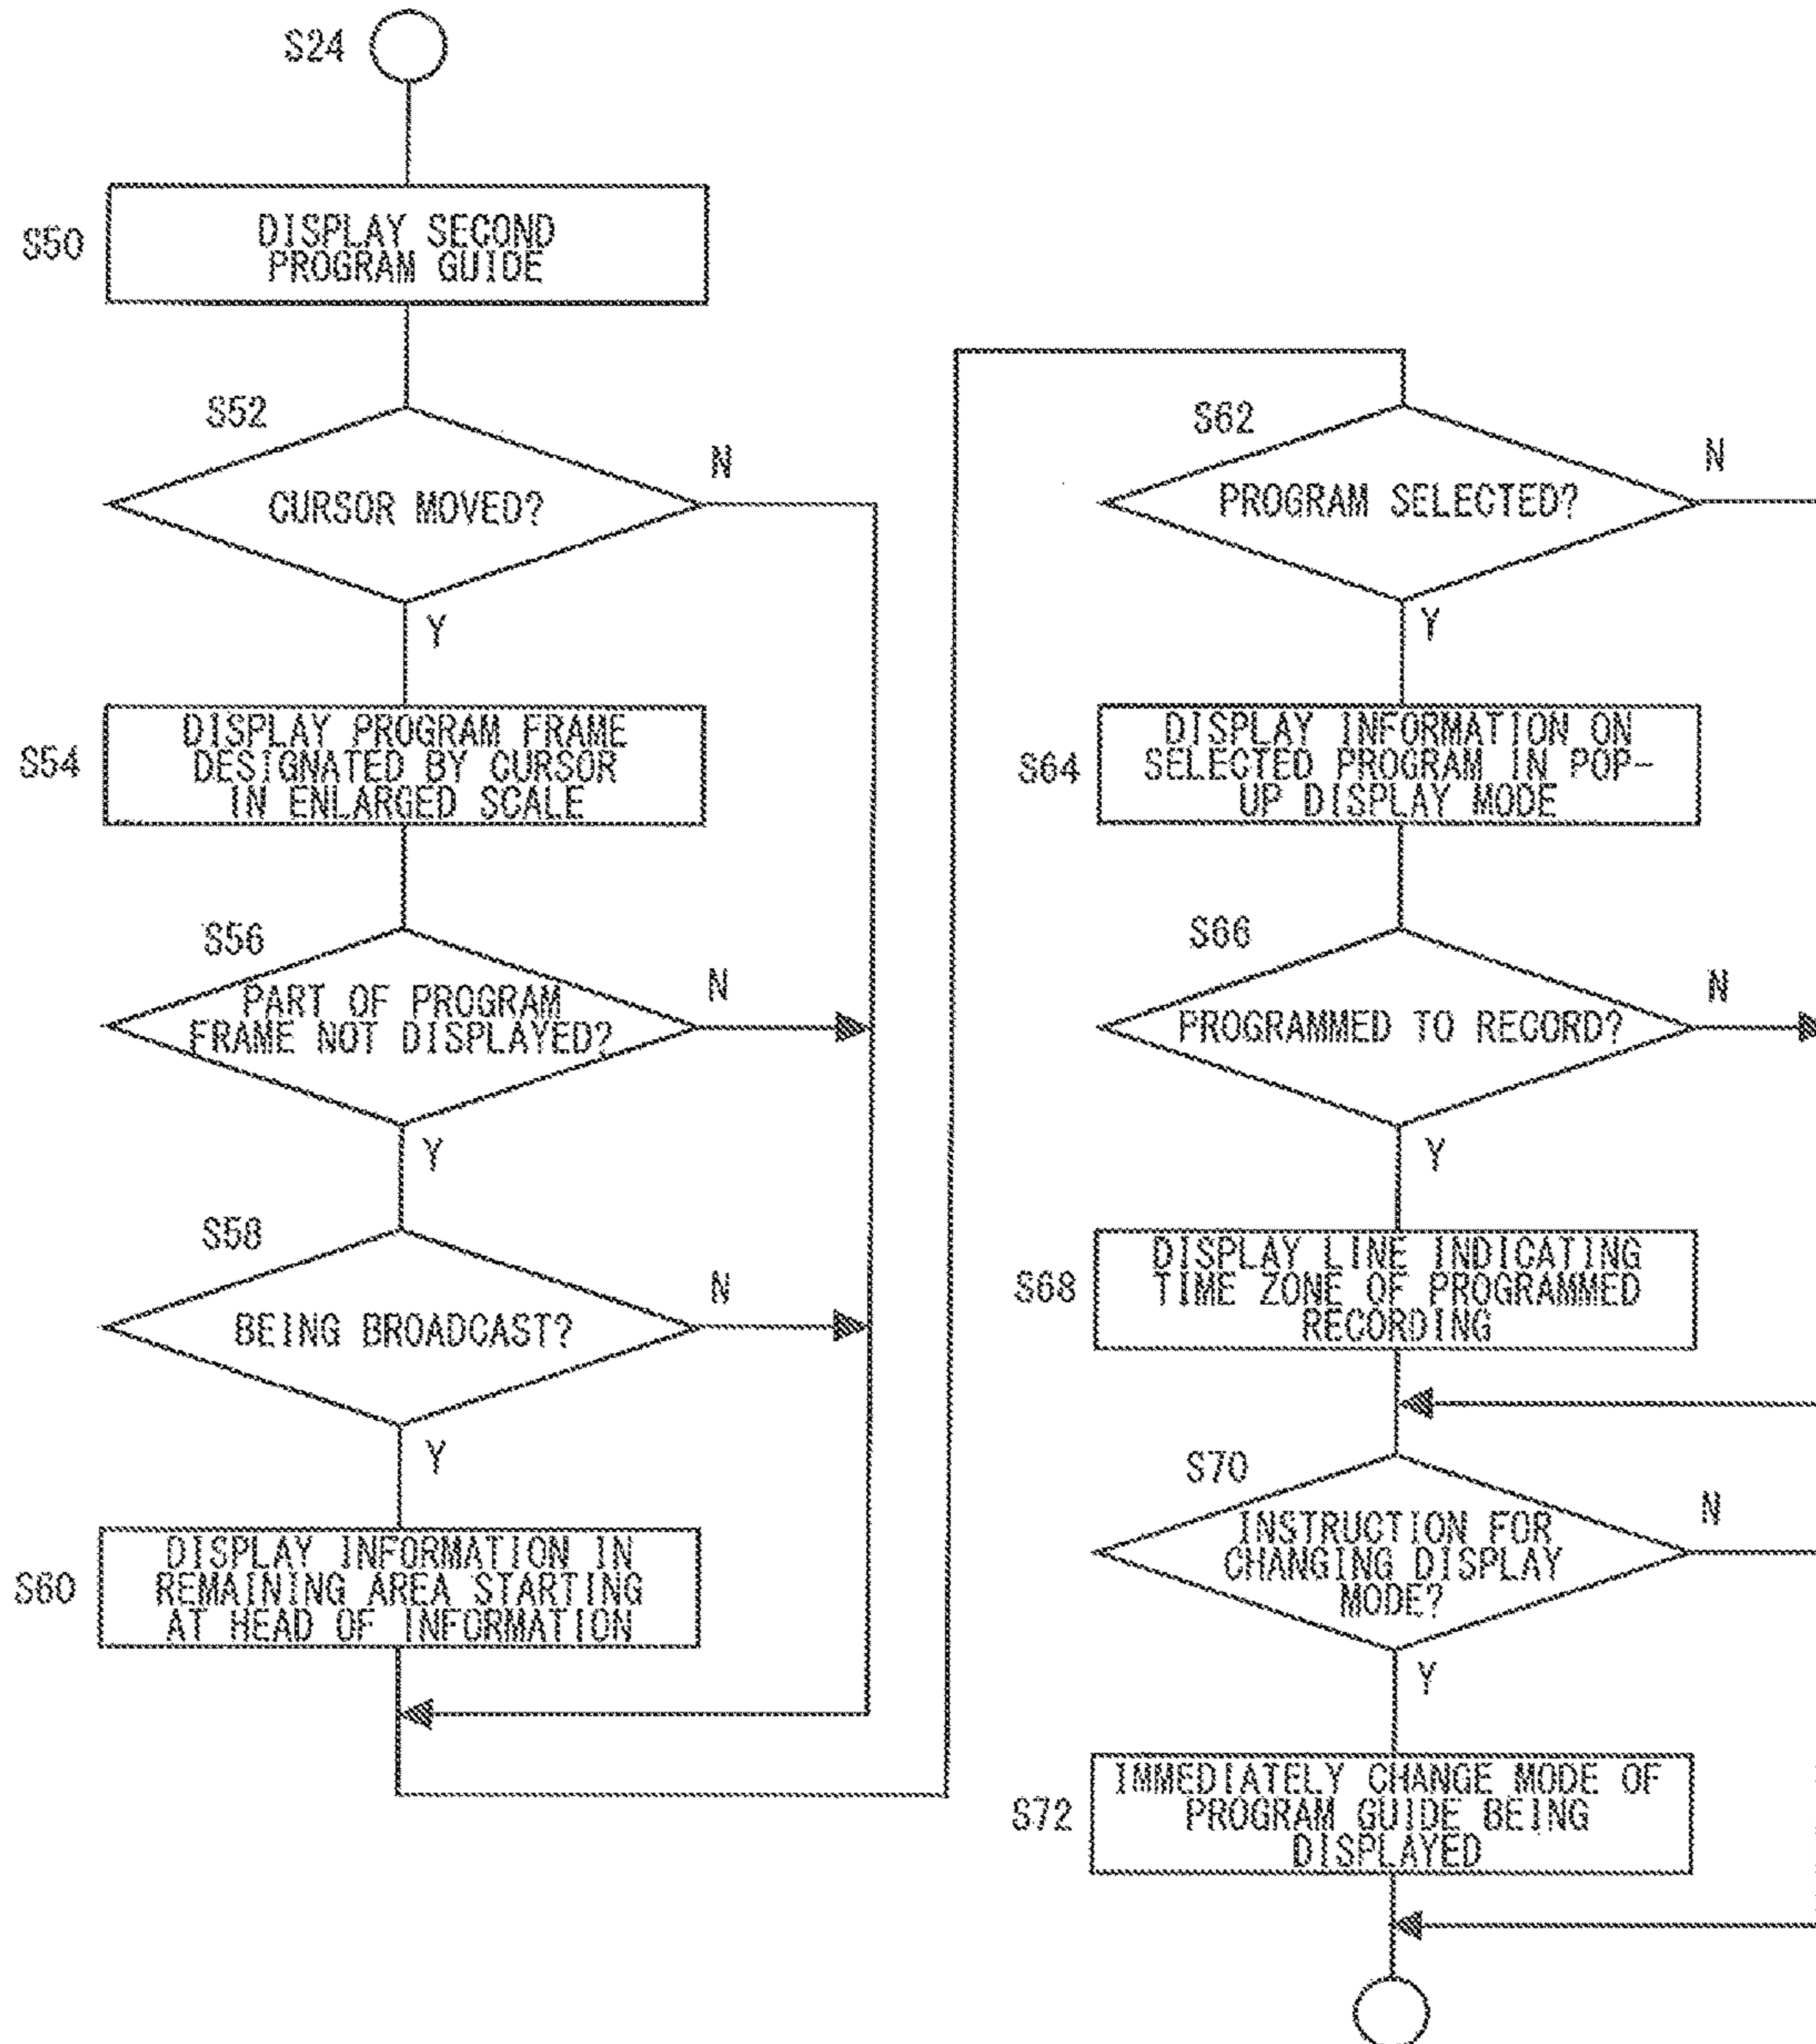 S24
S50
DISPLAY SECOND
PROGRAM GUIDE
S52
N
CURSOR MOVED?
Y
S54
DISPLAY PROGRAM FRAME
DESIGNATED BY CURSOR
IN ENLARGED SCALE
S56
N
PART OF PROGRAM
FRAME NOT DISPLAYED?
Y
S58
N
BEING BROADCAST?
Y
S60
DISPLAY INFORMATION IN
REMAINING AREA STARTING
AT HEAD OF INFORMATION
S62
N
PROGRAM SELECTED?
Y
S64
DISPLAY INFORMATION ON
SELECTED PROGRAM IN POP-
UP DISPLAY MODE
S66
N
PROGRAMMED TO RECORD?
Y
S68
DISPLAY LINE INDICATING
TIME ZONE OF PROGRAMMED
RECORDING
S70
N
INSTRUCTION FOR
CHANGING DISPLAY
MODE?
Y
S72
IMMEDIATELY CHANGE MODE OF
PROGRAM GUIDE BEING
DISPLAYED